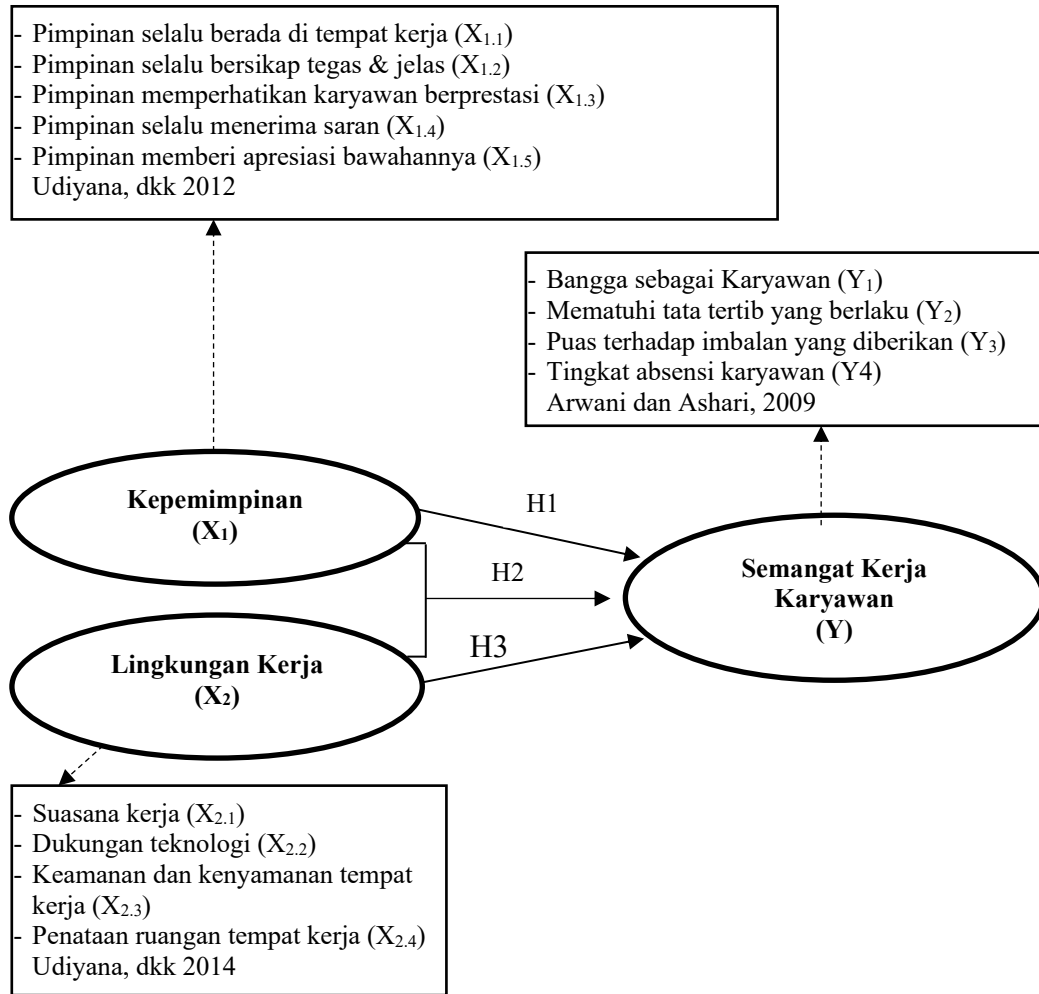 - Pimpinan selalu berada di tempat kerja (X1.1)
- Pimpinan selalu bersikap tegas & jelas (X1.2)
- Pimpinan memperhatikan karyawan berprestasi (X1.3)
- Pimpinan selalu menerima saran (X1.4)
- Pimpinan memberi apresiasi bawahannya (X1.5)
Udiyana, dkk 2012
- Bangga sebagai Karyawan (Y1)
- Mematuhi tata tertib yang berlaku (Y2)
- Puas terhadap imbalan yang diberikan (Y3)
- Tingkat absensi karyawan (Y4)
Arwani dan Ashari, 2009
Kepemimpinan
(X1)
H1
H2
Semangat Kerja
Karyawan
(Y)
H3
Lingkungan Kerja
(X2)
- Suasana kerja (X2.1)
- Dukungan teknologi (X2.2)
- Keamanan dan kenyamanan tempat
kerja (X2.3)
- Penataan ruangan tempat kerja (X2.4)
Udiyana, dkk 2014